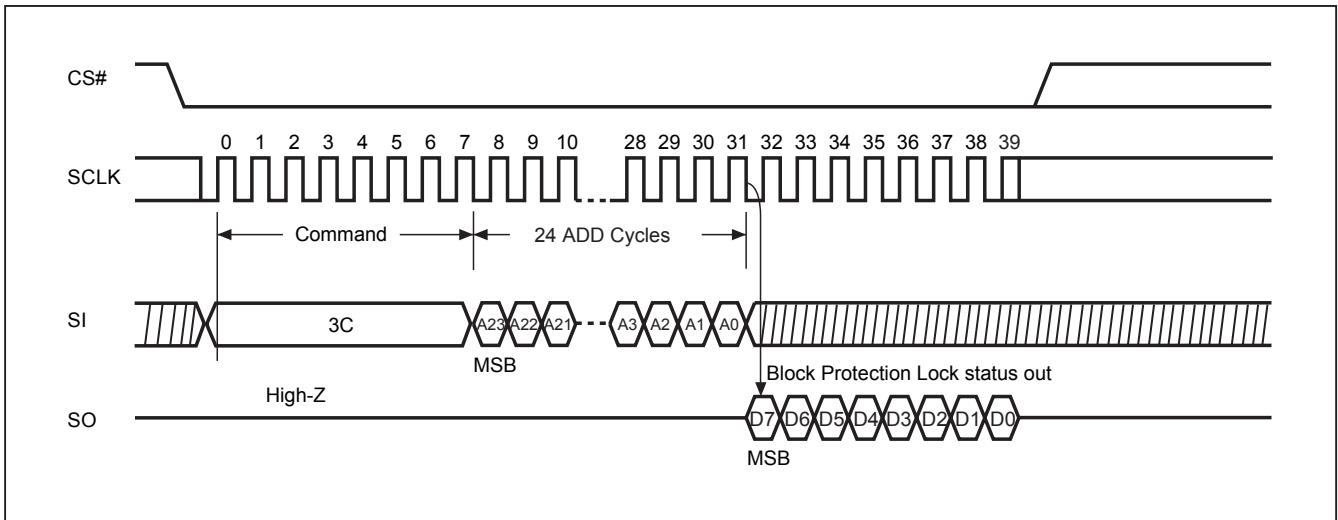 CS#
0 1 2 3 4 5 6 7 8 9 10 28 29 30 31 32 33 34 35 36 37 38 39
SCLK
Command 24 ADD Cycles
SI 3C A23 A22 A21 A3 A2 A1 A0
MSB
Block Protection Lock status out
High-Z
SO D7 D6 D5 D4 D3 D2 D1 D0
MSB